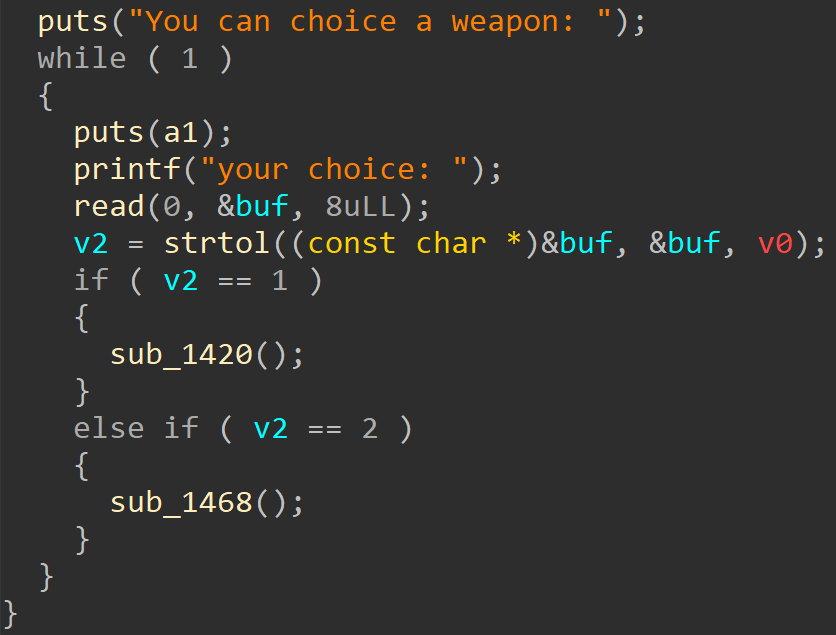 puts("You can choice a weapon: ");
while ( 1 )
{
puts(a1);
printf("your choice: ");
read(0, &buf, 8uLL);
v2 = strtol((const char *)&buf, &buf, v0);
if ( v2 == 1 )
{
sub_1420();
}
else if ( v2 == 2 )
{
sub_1468();
}
}
}